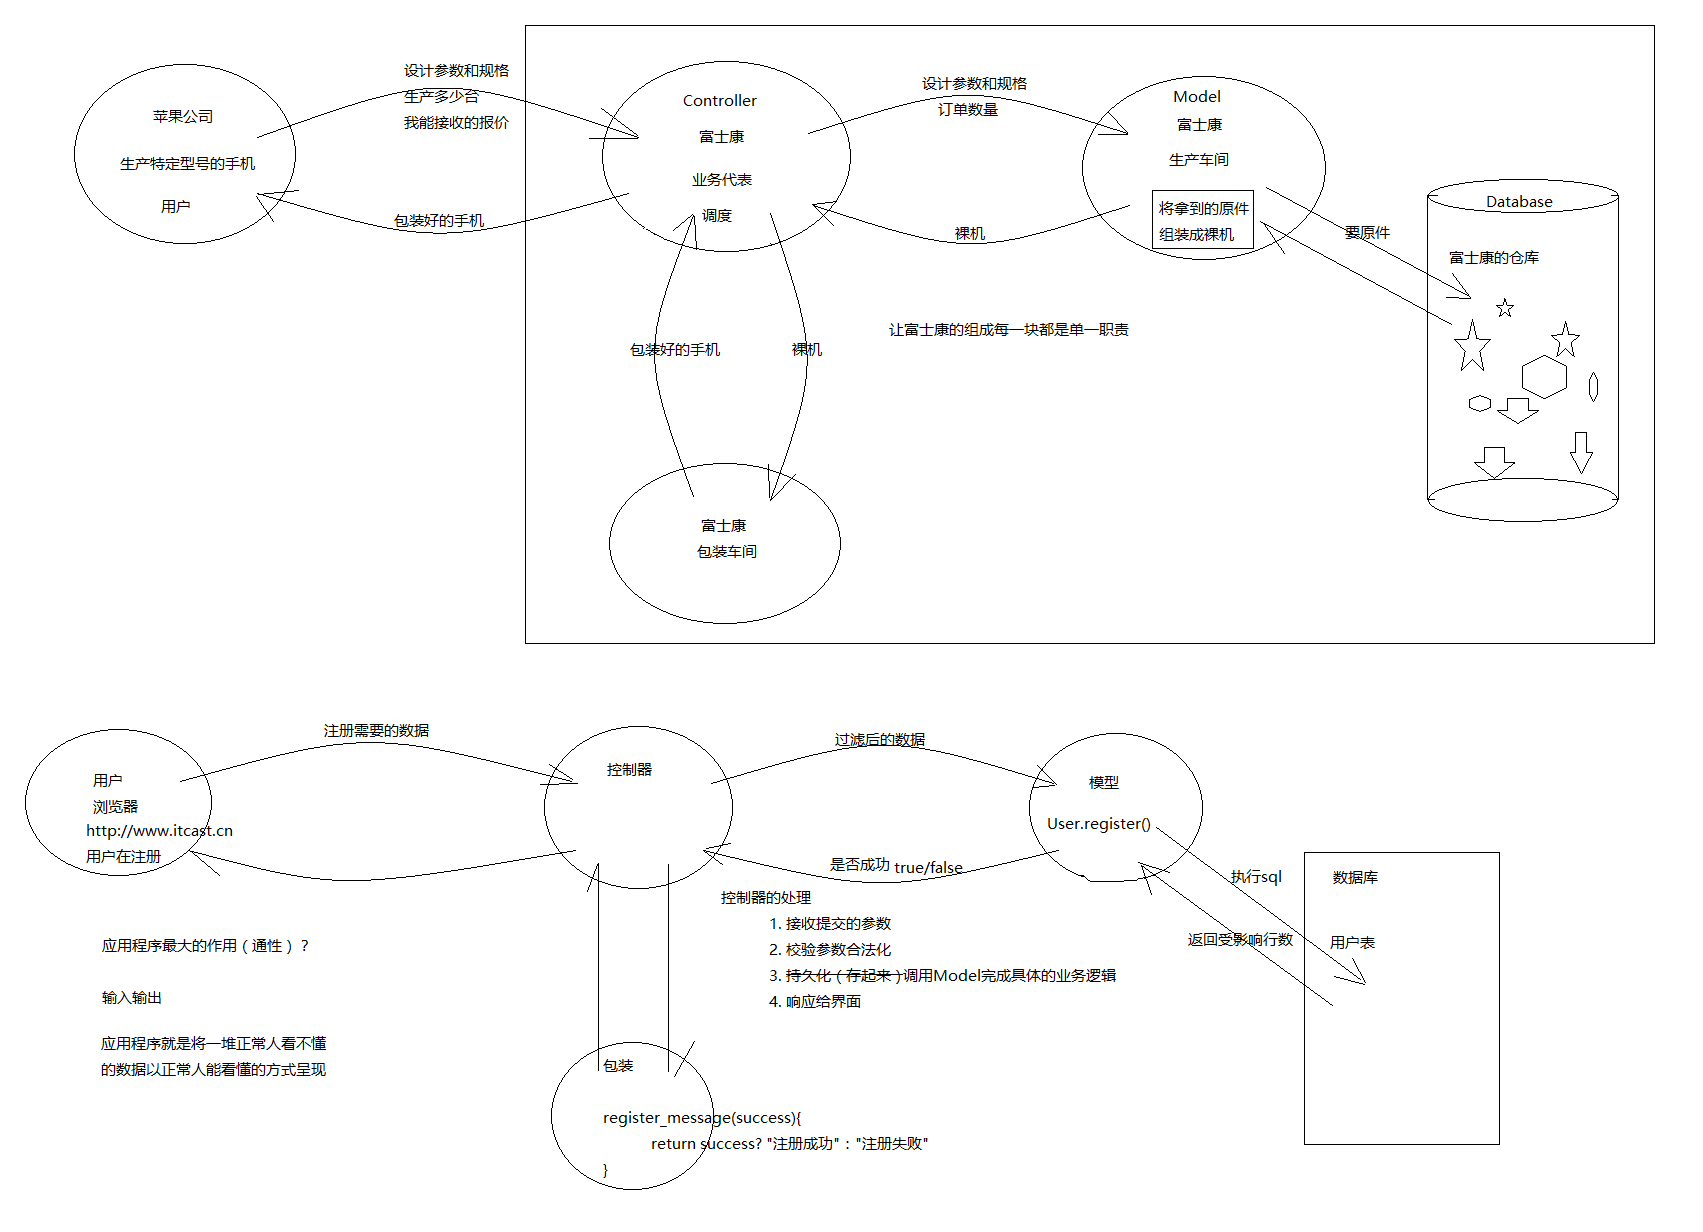 苹果公司
生产特定型号的手机
用户
设计参数和规格
生产多少台
我能接收的报价
包装好的手机
Controller
富士康
业务代表
调度
设计参数和规格
订单数量
裸机
Model
富士康
生产车间
将拿到的原件
组装成裸机
要原件
Database
富士康的仓库
让富士康的组成每一块都是单一职责
包装好的手机
裸机
富士康
包装车间
用户
浏览器
http://www.itcast.cn
用户在注册
注册需要的数据
控制器
过滤后的数据
模型
User.register()
是否成功 true/false
执行sql
返回受影响行数
数据库
用户表
控制器的处理
1. 接收提交的参数
2. 校验参数合法化
3. 持久化（存起来）调用Model完成具体的业务逻辑
4. 响应给界面
应用程序最大的作用（通性）？
输入输出
应用程序就是将一堆正常人看不懂
的数据以正常人能看懂的方式呈现
包装
register_message(success){
return success? "注册成功" : "注册失败"
}